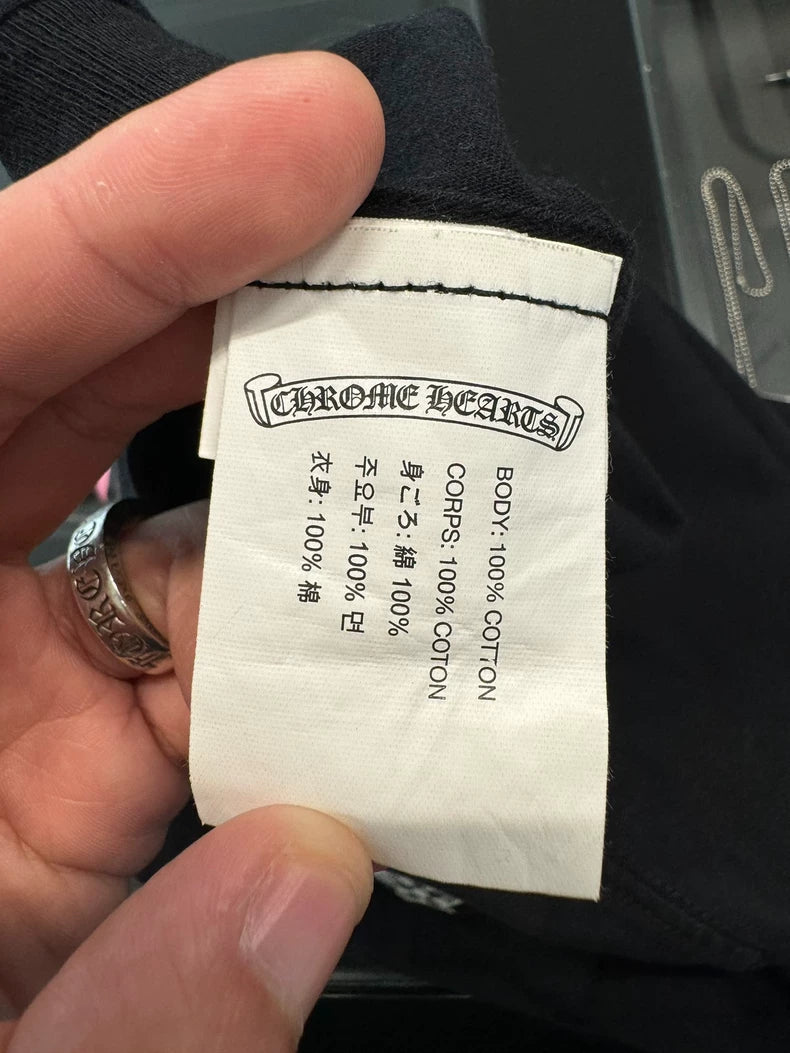 CHROME HEARTS
BODY: 100% COTTON
CORPS: 100% COTON
身ごろ: 綿 100%
주요부: 100% 면
衣身: 100% 棉